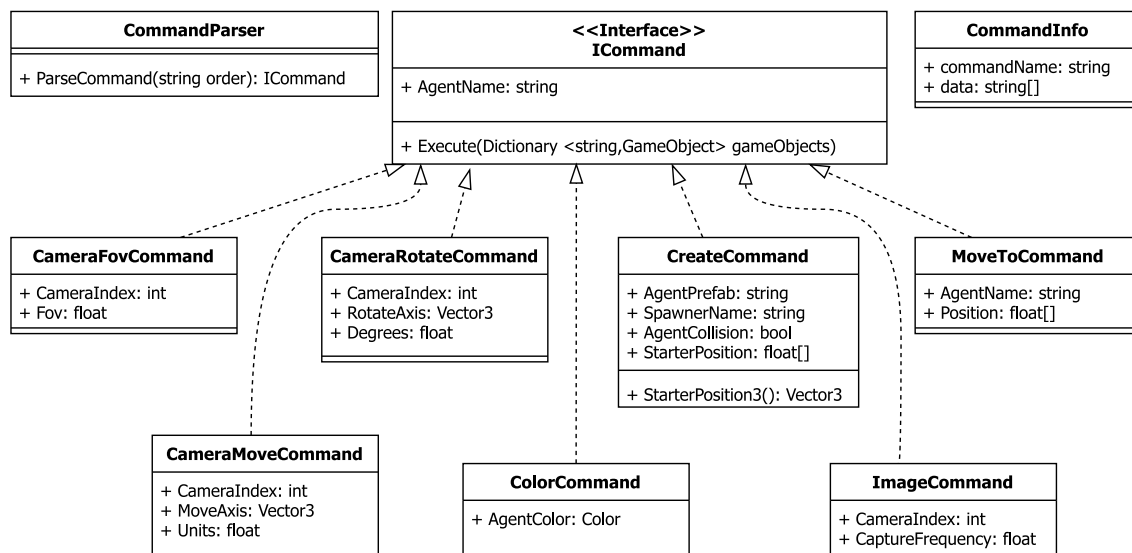 CommandParser
+ ParseCommand(string order): ICommand
<<Interface>>
ICommand
+ AgentName: string
+ Execute(Dictionary <string,GameObject> gameObjects)
CommandInfo
+ commandName: string
+ data: string[]
CameraFovCommand
+ CameraIndex: int
+ Fov: float
CameraRotateCommand
+ CameraIndex: int
+ RotateAxis: Vector3
+ Degrees: float
CreateCommand
+ AgentPrefab: string
+ SpawnerName: string
+ AgentCollision: bool
+ StarterPosition: float[]
+ StarterPosition3(): Vector3
MoveToCommand
+ AgentName: string
+ Position: float[]
CameraMoveCommand
+ CameraIndex: int
+ MoveAxis: Vector3
+ Units: float
ColorCommand
+ AgentColor: Color
ImageCommand
+ CameraIndex: int
+ CaptureFrequency: float